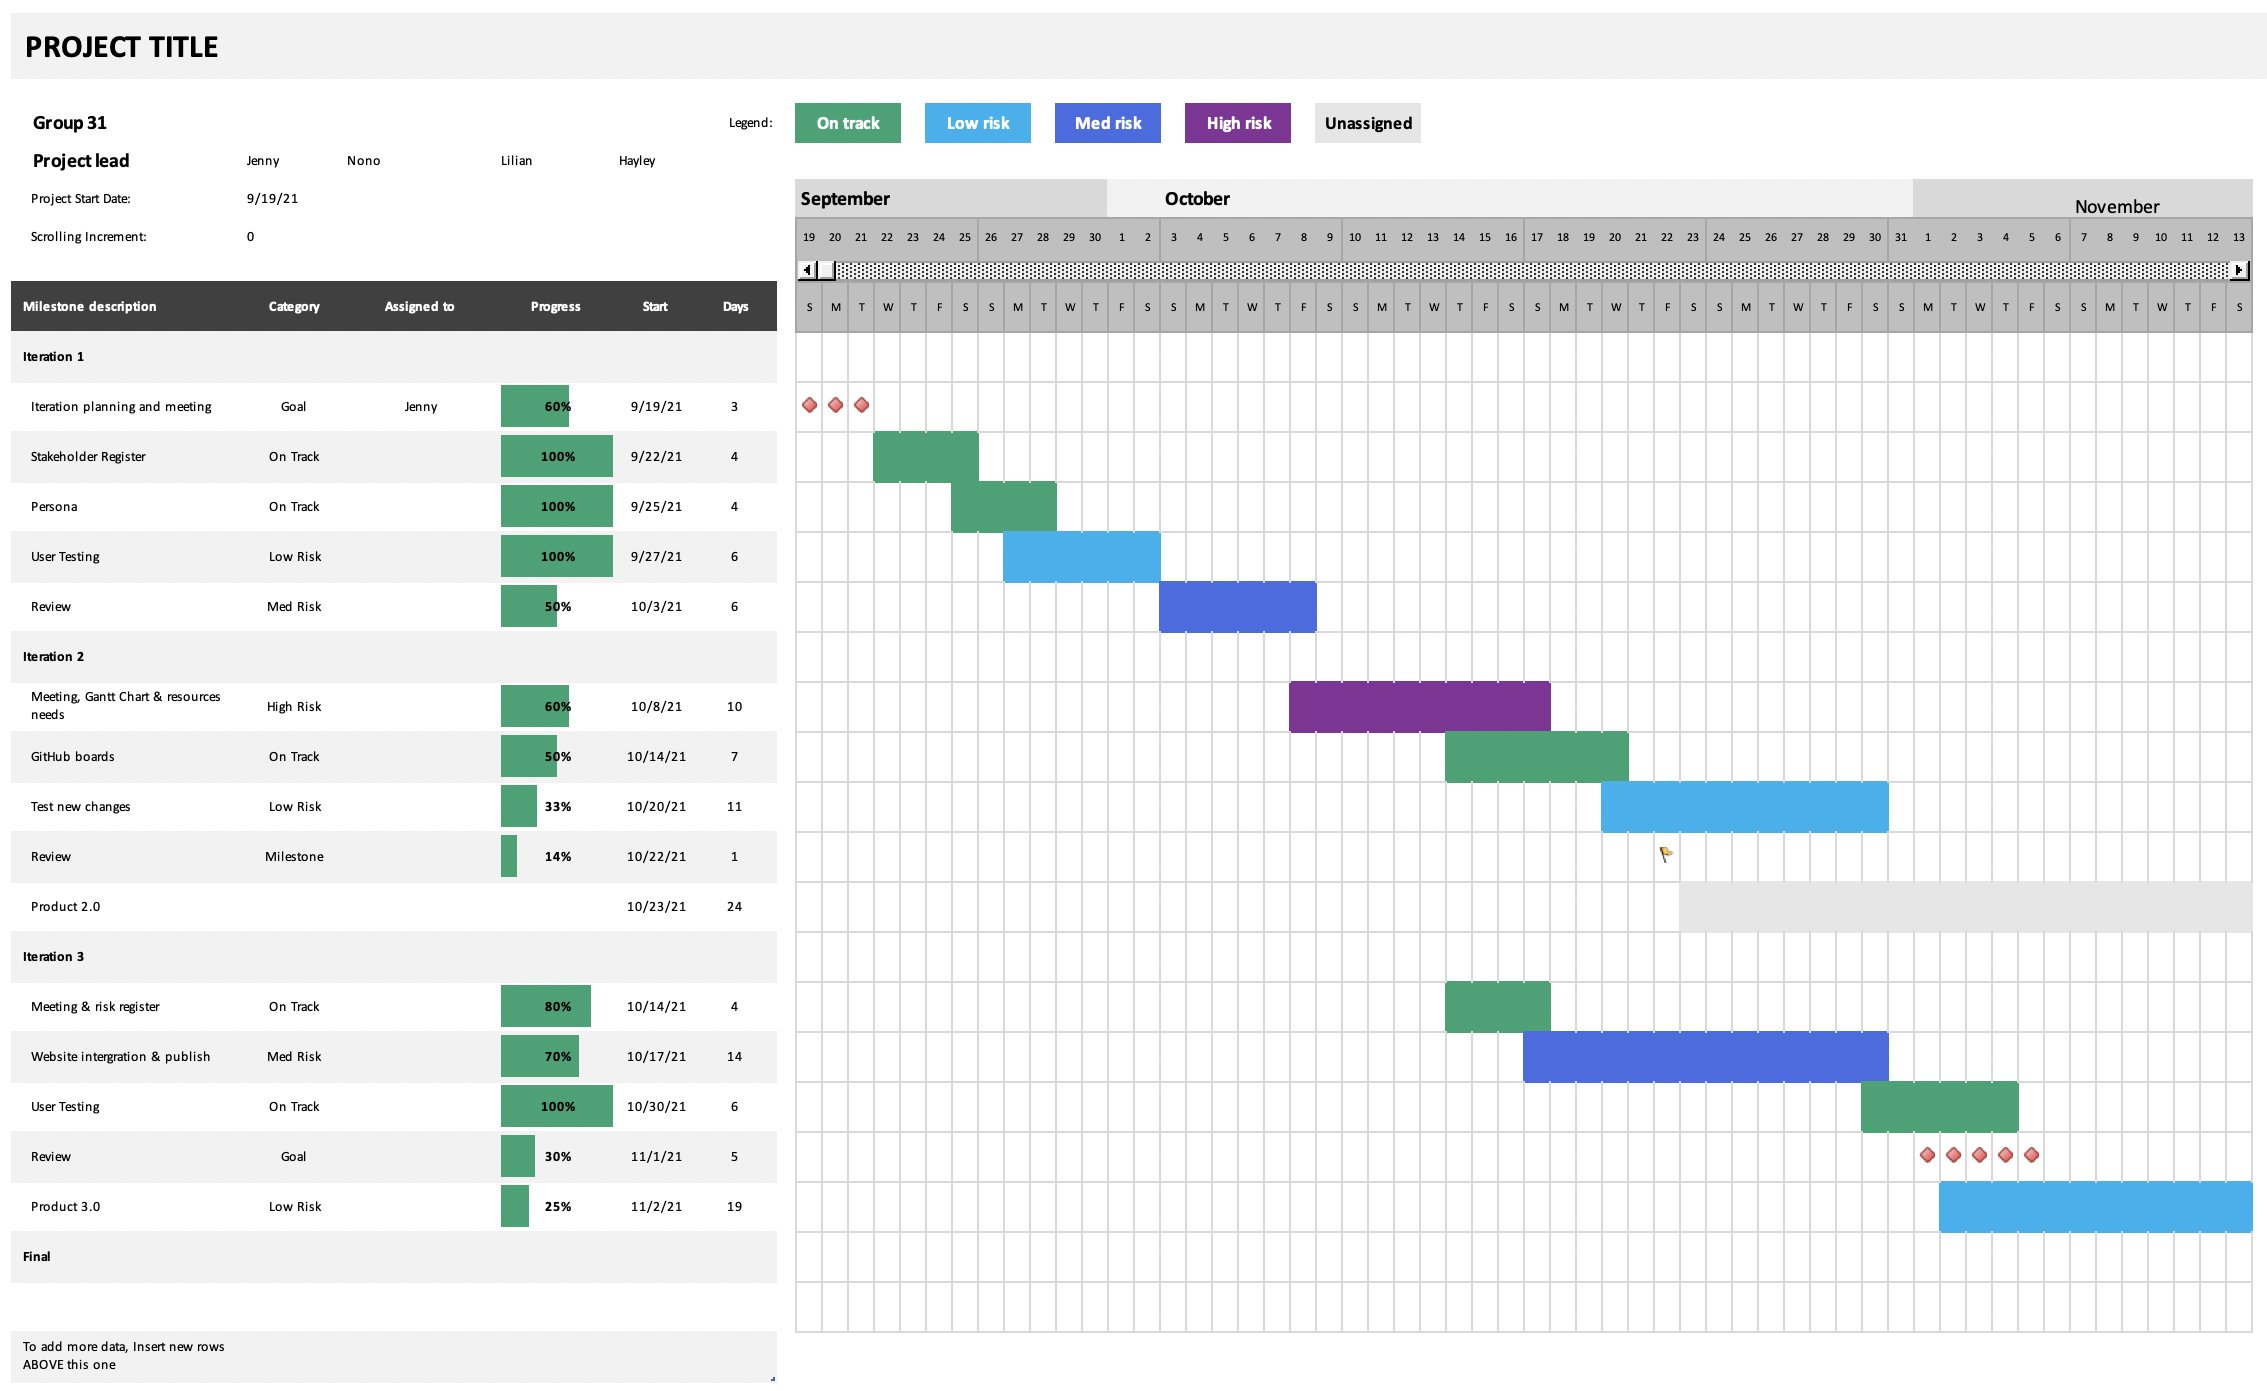 PROJECT TITLE
Group 31
Legend:
On track
Low risk
Med risk
High risk
Unassigned
Project lead
Jenny
Nono
Lilian
Hayley
Project Start Date:
9/19/21
Scrolling Increment:
0
September
October
November
19 20 21 22 23 24 25 26 27 28 29 30 1 2 3 4 5 6 7 8 9 10 11 12 13 14 15 16 17 18 19 20 21 22 23 24 25 26 27 28 29 30 31 1 2 3 4 5 6 7 8 9 10 11 12 13
Milestone description Category Assigned to Progress Start Days
S M T W T F S S M T W T F S S M T W T F S S M T W T F S S M T W T F S S M T W T F S S M T W T F S S M T W T F S
Iteration 1
Iteration planning and meeting Goal Jenny 60% 9/19/21 3
Stakeholder Register On Track 100% 9/22/21 4
Persona On Track 100% 9/25/21 4
User Testing Low Risk 100% 9/27/21 6
Review Med Risk 50% 10/3/21 6
Iteration 2
Meeting, Gantt Chart & resources
needs High Risk 60% 10/8/21 10
GitHub boards On Track 50% 10/14/21 7
Test new changes Low Risk 33% 10/20/21 11
Review Milestone 14% 10/22/21 1
Product 2.0 10/23/21 24
Iteration 3
Meeting & risk register On Track 80% 10/14/21 4
Website intergration & publish Med Risk 70% 10/17/21 14
User Testing On Track 100% 10/30/21 6
Review Goal 30% 11/1/21 5
Product 3.0 Low Risk 25% 11/2/21 19
Final
To add more data, Insert new rows
ABOVE this one